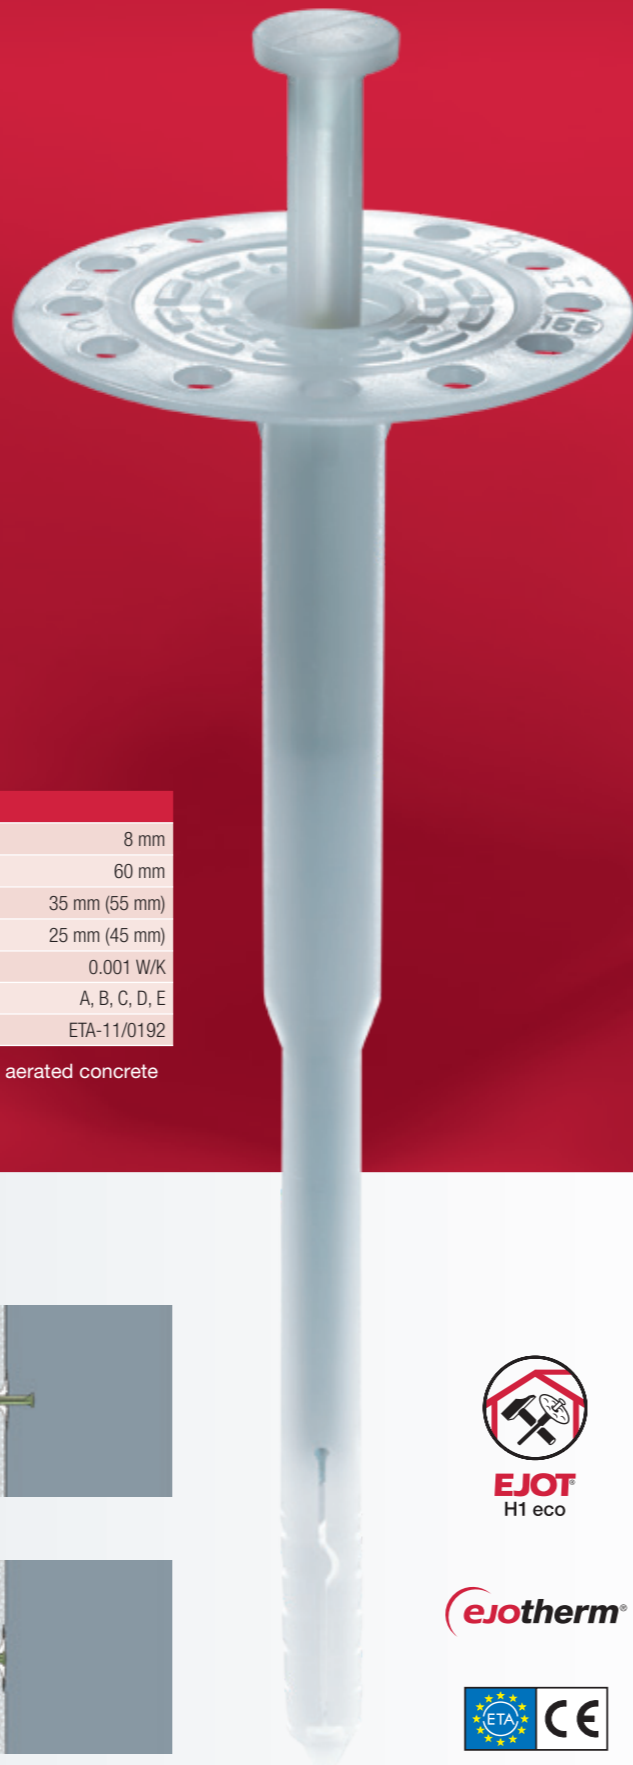 A
B
C
EJOT
H1
155
8 mm
60 mm
35 mm (55 mm)
25 mm (45 mm)
0.001 W/K
A, B, C, D, E
ETA-11/0192
aerated concrete
EJOT®
H1 eco
ejotherm®
ETA CE